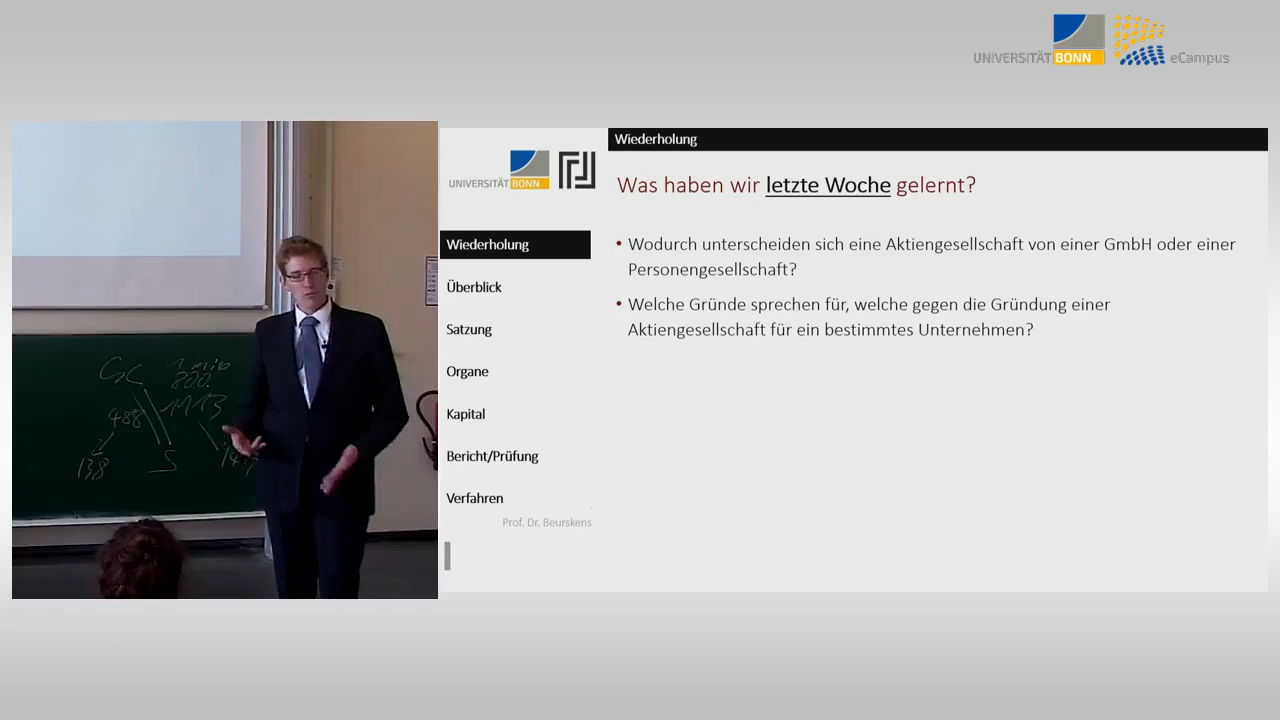 UNIVERSITÄT BONN
eCampus
UNIVERSITÄT BONN
Wiederholung
Überblick
Satzung
Organe
Kapital
Bericht/Prüfung
Verfahren
Prof. Dr. Beurskens
Wiederholung
Was haben wir letzte Woche gelernt?
• Wodurch unterscheiden sich eine Aktiengesellschaft von einer GmbH oder einer
Personengesellschaft?
• Welche Gründe sprechen für, welche gegen die Gründung einer
Aktiengesellschaft für ein bestimmtes Unternehmen?
488
138
S